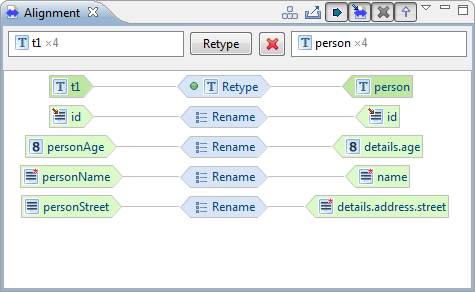 Alignment
t1 ×4 Retype person ×4
T t1 T Retype T person
id Rename id
8 personAge Rename 8 details.age
personName Rename name
personStreet Rename details.address.street